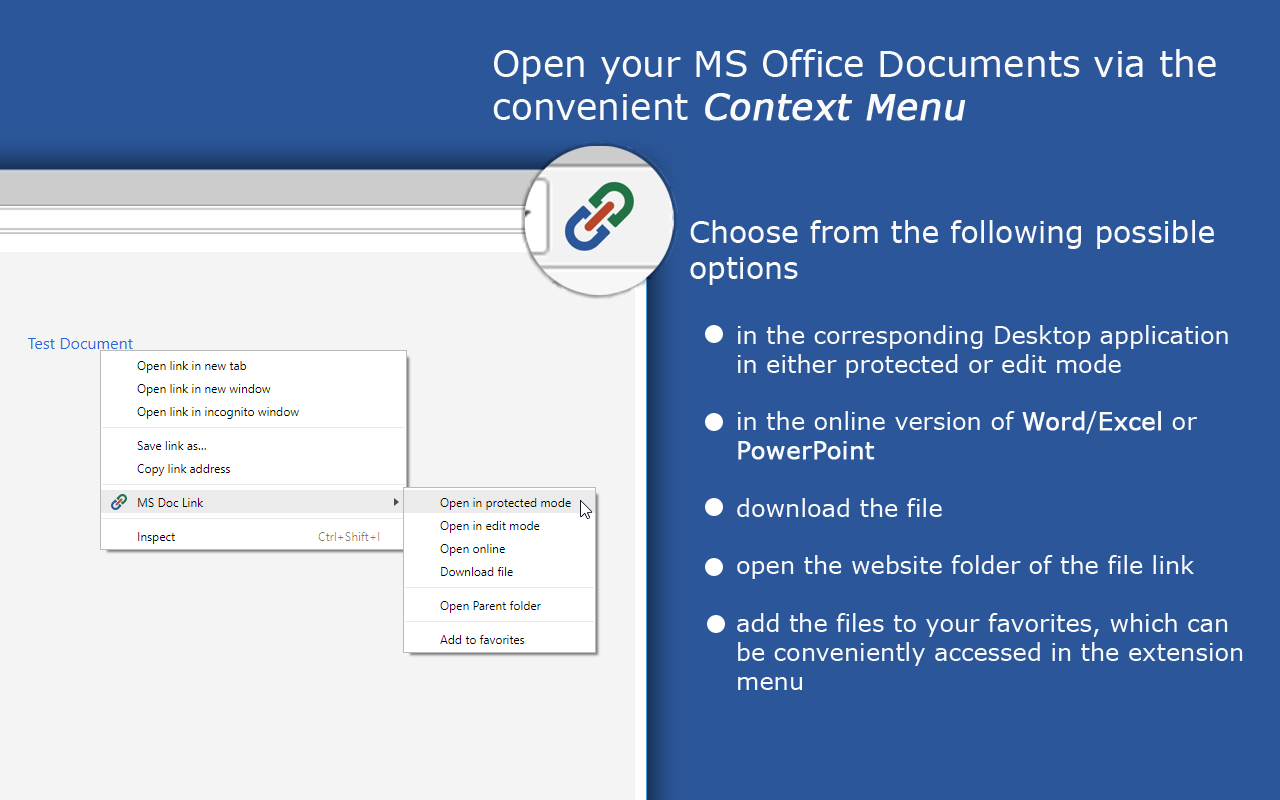 Open your MS Office Documents via the
convenient Context Menu
Choose from the following possible
options
in the corresponding Desktop application
in either protected or edit mode
in the online version of Word/Excel or
PowerPoint
download the file
open the website folder of the file link
add the files to your favorites, which can
be conveniently accessed in the extension
menu
Test Document
Open link in new tab
Open link in new window
Open link in incognito window
Save link as...
Copy link address
MS Doc Link
Inspect Ctrl+Shift+I
Open in protected mode
Open in edit mode
Open online
Download file
Open Parent folder
Add to favorites